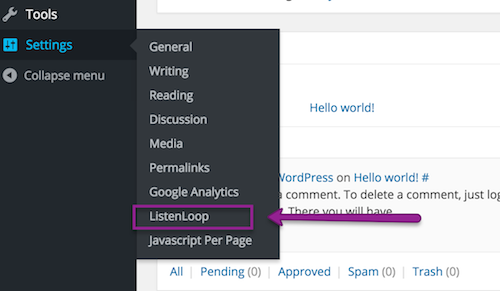 Tools
Settings
Collapse menu
General
Writing
Reading
Discussion
Media
Permalinks
Google Analytics
ListenLoop
Javascript Per Page
Hello world!
WordPress on Hello world! #
a comment. To delete a comment, just log
There you will have
All | Pending (0) | Approved | Spam (0) | Trash (0)